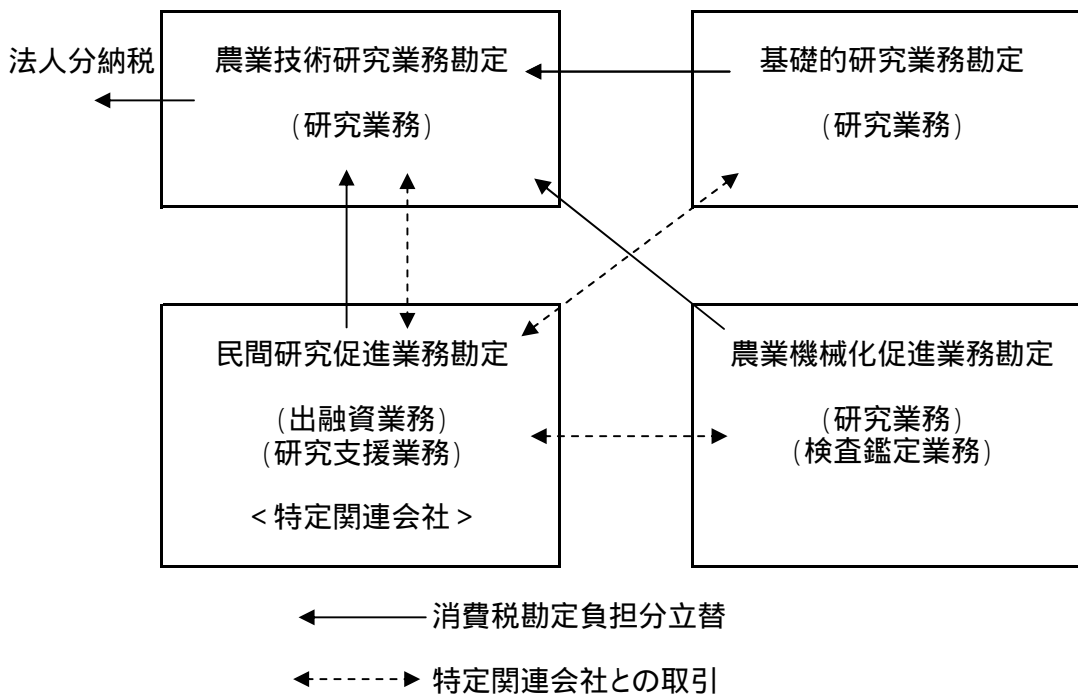 法人分納税
農業技術研究業務勘定
(研究業務)
基礎的研究業務勘定
(研究業務)
民間研究促進業務勘定
(出融資業務)
(研究支援業務)
<特定関連会社>
農業機械化促進業務勘定
(研究業務)
(検査鑑定業務)
消費税勘定負担分立替
特定関連会社との取引